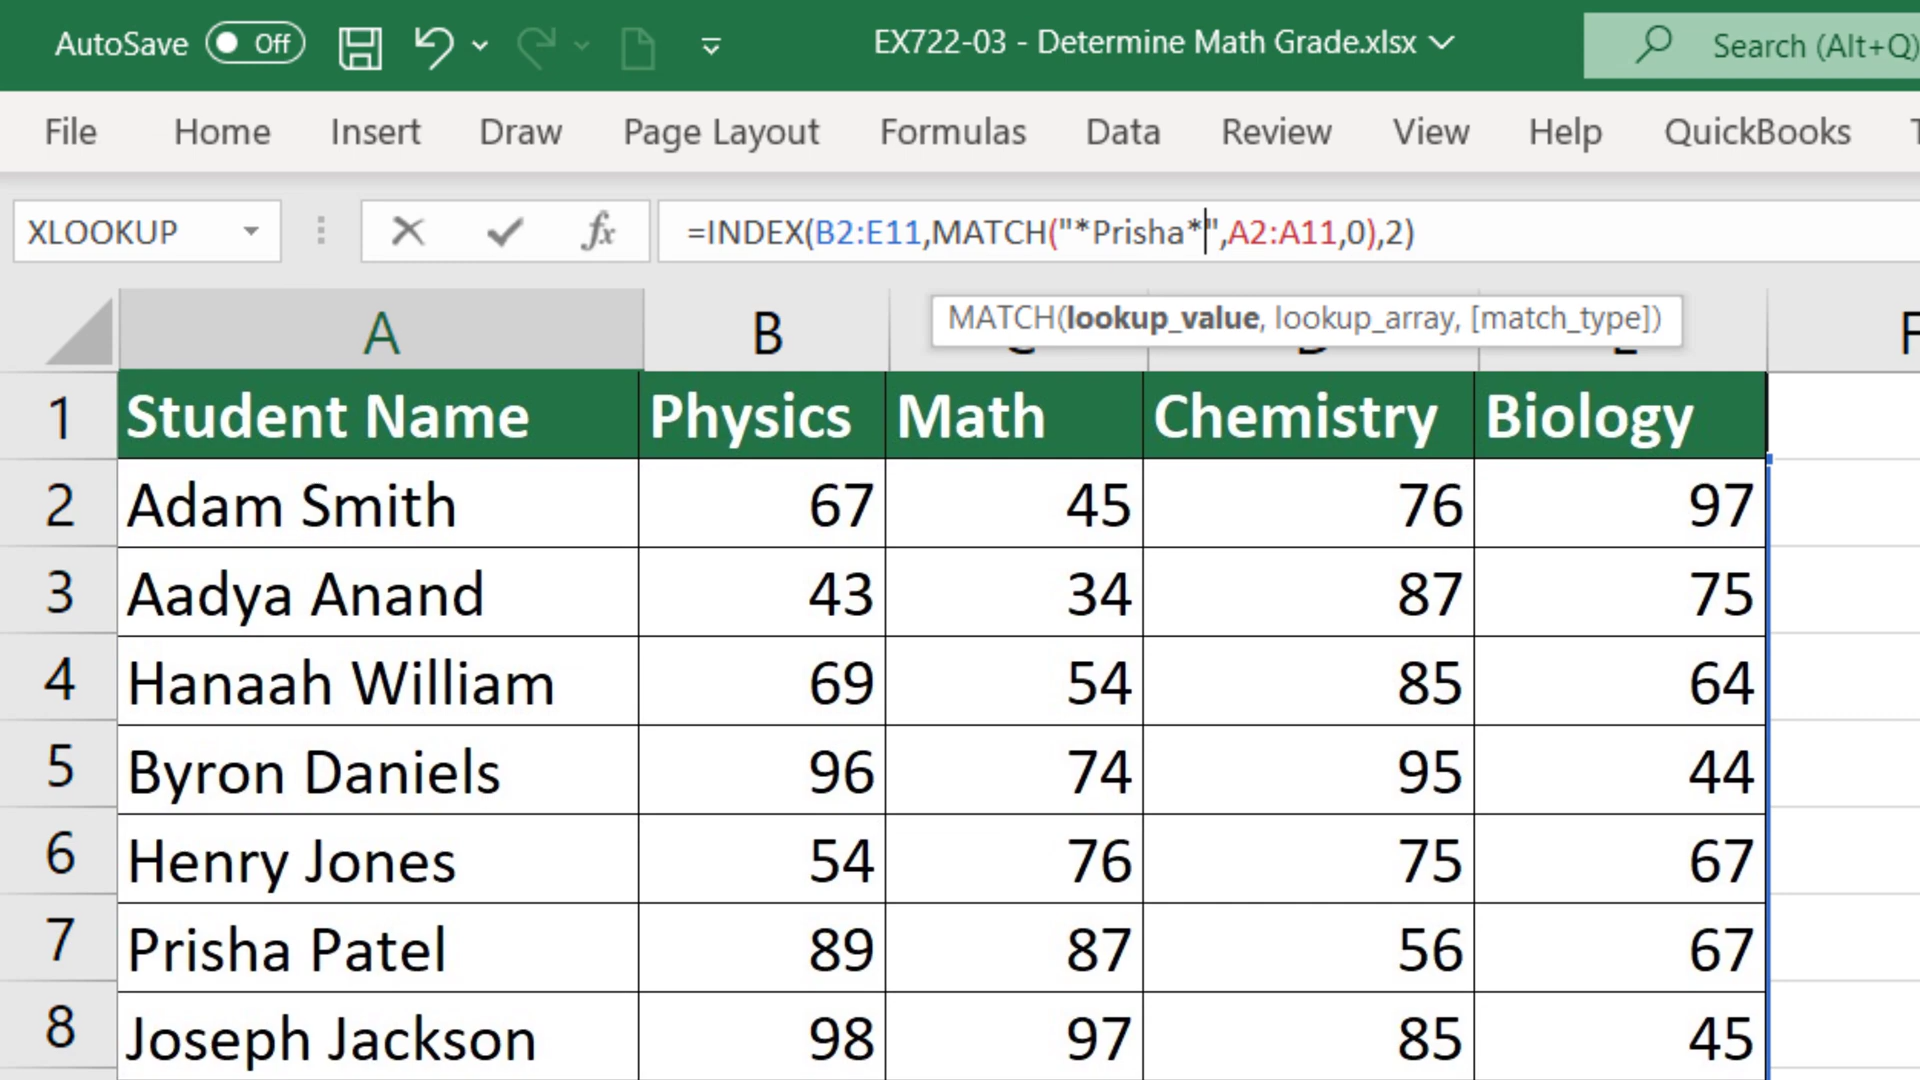 AutoSave Off EX722-03 - Determine Math Grade.xlsx Search (Alt+Q)
File Home Insert Draw Page Layout Formulas Data Review View Help QuickBooks
XLOOKUP fx =INDEX(B2:E11,MATCH("*Prisha*",A2:A11,0),2)
MATCH(lookup_value, lookup_array, [match_type])
A B
1 Student Name Physics Math Chemistry Biology
2 Adam Smith 67 45 76 97
3 Aadya Anand 43 34 87 75
4 Hanaah William 69 54 85 64
5 Byron Daniels 96 74 95 44
6 Henry Jones 54 76 75 67
7 Prisha Patel 89 87 56 67
8 Joseph Jackson 98 97 85 45